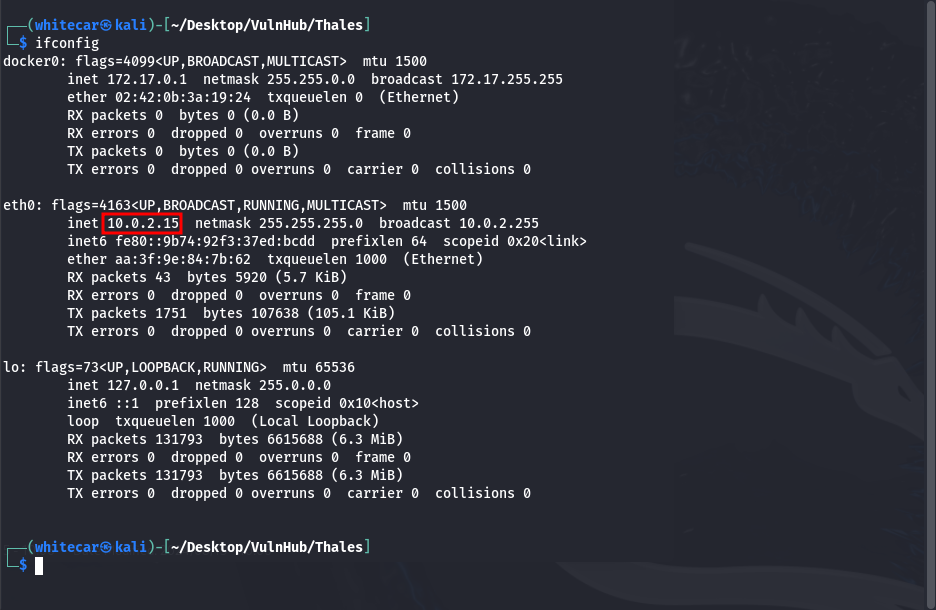 ┌──(whitecar㉿kali)-[~/Desktop/VulnHub/Thales]
└─$ ifconfig
docker0: flags=4099<UP,BROADCAST,MULTICAST>  mtu 1500
        inet 172.17.0.1  netmask 255.255.0.0  broadcast 172.17.255.255
        ether 02:42:0b:3a:19:24  txqueuelen 0  (Ethernet)
        RX packets 0  bytes 0 (0.0 B)
        RX errors 0  dropped 0  overruns 0  frame 0
        TX packets 0  bytes 0 (0.0 B)
        TX errors 0  dropped 0 overruns 0  carrier 0  collisions 0

eth0: flags=4163<UP,BROADCAST,RUNNING,MULTICAST>  mtu 1500
        inet 10.0.2.15  netmask 255.255.255.0  broadcast 10.0.2.255
        inet6 fe80::9b74:92f3:37ed:bcdd  prefixlen 64  scopeid 0x20<link>
        ether aa:3f:9e:84:7b:62  txqueuelen 1000  (Ethernet)
        RX packets 43  bytes 5920 (5.7 KiB)
        RX errors 0  dropped 0  overruns 0  frame 0
        TX packets 1751  bytes 107638 (105.1 KiB)
        TX errors 0  dropped 0 overruns 0  carrier 0  collisions 0

lo: flags=73<UP,LOOPBACK,RUNNING>  mtu 65536
        inet 127.0.0.1  netmask 255.0.0.0
        inet6 ::1  prefixlen 128  scopeid 0x10<host>
        loop  txqueuelen 1000  (Local Loopback)
        RX packets 131793  bytes 6615688 (6.3 MiB)
        RX errors 0  dropped 0  overruns 0  frame 0
        TX packets 131793  bytes 6615688 (6.3 MiB)
        TX errors 0  dropped 0 overruns 0  carrier 0  collisions 0

┌──(whitecar㉿kali)-[~/Desktop/VulnHub/Thales]
└─$